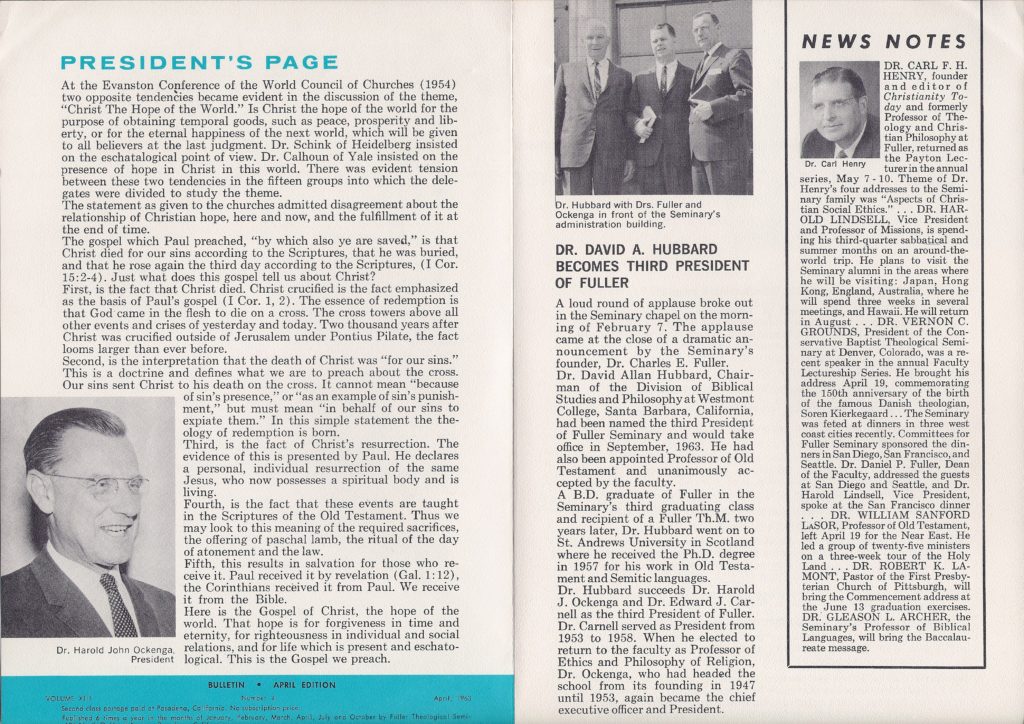 PRESIDENT'S PAGE
At the Evanston Conference of the World Council of Churches (1954)
two opposite tendencies became evident in the discussion of the theme,
"Christ The Hope of the World." Is Christ the hope of the world for the
purpose of obtaining temporal goods, such as peace, prosperity and lib-
erty, or for the eternal happiness of the next world, which will be given
to all believers at the last judgment. Dr. Schink of Heidelberg insisted
on the eschatalogical point of view. Dr. Calhoun of Yale insisted on the
presence of hope in Christ in this world. There was evident tension
between these two tendencies in the fifteen groups into which the dele-
gates were divided to study the theme.
The statement as given to the churches admitted disagreement about the
relationship of Christian hope, here and now, and the fulfillment of it at
the end of time.
The gospel which Paul preached, "by which also ye are saved," is that
Christ died for our sins according to the Scriptures, that he was buried,
and that he rose again the third day according to the Scriptures, (I Cor.
15:2-4). Just what does this gospel tell us about Christ?
First, is the fact that Christ died. Christ crucified is the fact emphasized
as the basis of Paul's gospel (I Cor. 1, 2). The essence of redemption is
that God came in the flesh to die on a cross. The cross towers above all
other events and crises of yesterday and today. Two thousand years after
Christ was crucified outside of Jerusalem under Pontius Pilate, the fact
looms larger than ever before.
Second, is the interpretation that the death of Christ was "for our sins."
This is a doctrine and defines what we are to preach about the cross.
Our sins sent Christ to his death on the cross. It cannot mean "because
of sin's presence," or "as an example of sin's punish-
ment," but must mean "in behalf of our sins to
expiate them." In this simple statement the the-
ology of redemption is born.
Third, is the fact of Christ's resurrection. The
evidence of this is presented by Paul. He declares
a personal, individual resurrection of the same
Jesus, who now possesses a spiritual body and is
living.
Fourth, is the fact that these events are taught
in the Scriptures of the Old Testament. Thus we
may look to this meaning of the required sacrifices,
the offering of paschal lamb, the ritual of the day
of atonement and the law.
Fifth, this results in salvation for those who re-
ceive it. Paul received it by revelation (Gal. 1:12),
the Corinthians received it from Paul. We receive
it from the Bible.
Here is the Gospel of Christ, the hope of the
world. That hope is for forgiveness in time and
eternity, for righteousness in individual and social
relations, and for life which is present and eschato-
logical. This is the Gospel we preach.
Dr. Harold John Ockenga,
President
BULLETIN • APRIL EDITION
Number 4
April, 1963
Second class postage paid at Pasadena, California. No subscription price.
Published 6 times a year in the months of January, February, March, April, July and October by Fuller Theological Semi-
Dr. Hubbard with Drs. Fuller and
Ockenga in front of the Seminary's
administration building.
DR. DAVID A. HUBBARD
BECOMES THIRD PRESIDENT
OF FULLER
A loud round of applause broke out
in the Seminary chapel on the morn-
ing of February 7. The applause
came at the close of a dramatic an-
nouncement by the Seminary's
founder, Dr. Charles E. Fuller.
Dr. David Allan Hubbard, Chair-
man of the Division of Biblical
Studies and Philosophy at Westmont
College, Santa Barbara, California,
had been named the third President
of Fuller Seminary and would take
office in September, 1963. He had
also been appointed Professor of Old
Testament and unanimously ac-
cepted by the faculty.
A B.D. graduate of Fuller in the
Seminary's third graduating class
and recipient of a Fuller Th.M. two
years later, Dr. Hubbard went on to
St. Andrews University in Scotland
where he received the Ph.D. degree
in 1957 for his work in Old Testa-
ment and Semitic languages.
Dr. Hubbard succeeds Dr. Harold
J. Ockenga and Dr. Edward J. Car-
nell as the third President of Fuller.
Dr. Carnell served as President from
1953 to 1958. When he elected to
return to the faculty as Professor of
Ethics and Philosophy of Religion,
Dr. Ockenga, who had headed the
school from its founding in 1947
until 1953, again became the chief
executive officer and President.
NEWS NOTES
Dr. Carl Henry
DR. CARL F. H.
HENRY, founder
and editor of
Christianity To-
day and formerly
Professor of The-
ology and Chris-
tian Philosophy at
Fuller, returned as
the Payton Lec-
turer in the annual
series, May 7-10. Theme of Dr.
Henry's four addresses to the Semi-
nary family was "Aspects of Chris-
tian Social Ethics." . . . DR. HAR-
OLD LINDSELL, Vice President
and Professor of Missions, is spend-
ing his third-quarter sabbatical and
summer months on an around-the-
world trip. He plans to visit the
Seminary alumni in the areas where
he will be visiting: Japan, Hong
Kong, England, Australia, where he
will spend three weeks in several
meetings, and Hawaii. He will return
in August . . . DR. VERNON C.
GROUNDS, President of the Con-
servative Baptist Theological Semi-
nary at Denver, Colorado, was a re-
cent speaker in the annual Faculty
Lectureship Series. He brought his
address April 19, commemorating
the 150th anniversary of the birth
of the famous Danish theologian,
Soren Kierkegaard . . . The Seminary
was feted at dinners in three west
coast cities recently. Committees for
Fuller Seminary sponsored the din-
ners in San Diego, San Francisco, and
Seattle. Dr. Daniel P. Fuller, Dean
of the Faculty, addressed the guests
at San Diego and Seattle, and Dr.
Harold Lindsell, Vice President,
spoke at the San Francisco dinner
. . . DR. WILLIAM SANFORD
LaSOR, Professor of Old Testament,
left April 19 for the Near East. He
led a group of twenty-five ministers
on a three-week tour of the Holy
Land . . . DR. ROBERT K. LA-
MONT, Pastor of the First Presby-
terian Church of Pittsburgh, will
bring the Commencement address at
the June 13 graduation exercises.
DR. GLEASON L. ARCHER, the
Seminary's Professor of Biblical
Languages, will bring the Baccalau-
reate message.